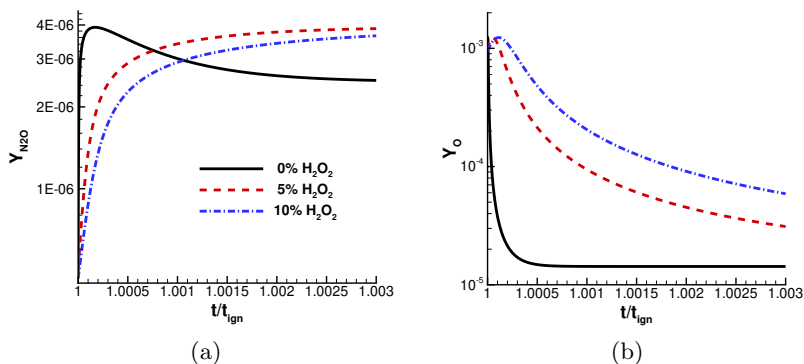 4E-06
3E-06
2E-06
1E-06
Y_N2O
0% H₂O₂
5% H₂O₂
10% H₂O₂
1 1.0005 1.001 1.0015 1.002 1.0025 1.003
t/t_ign
(a)
10⁻³
10⁻⁴
10⁻⁵
Y_O
1 1.0005 1.001 1.0015 1.002 1.0025 1.003
t/t_ign
(b)